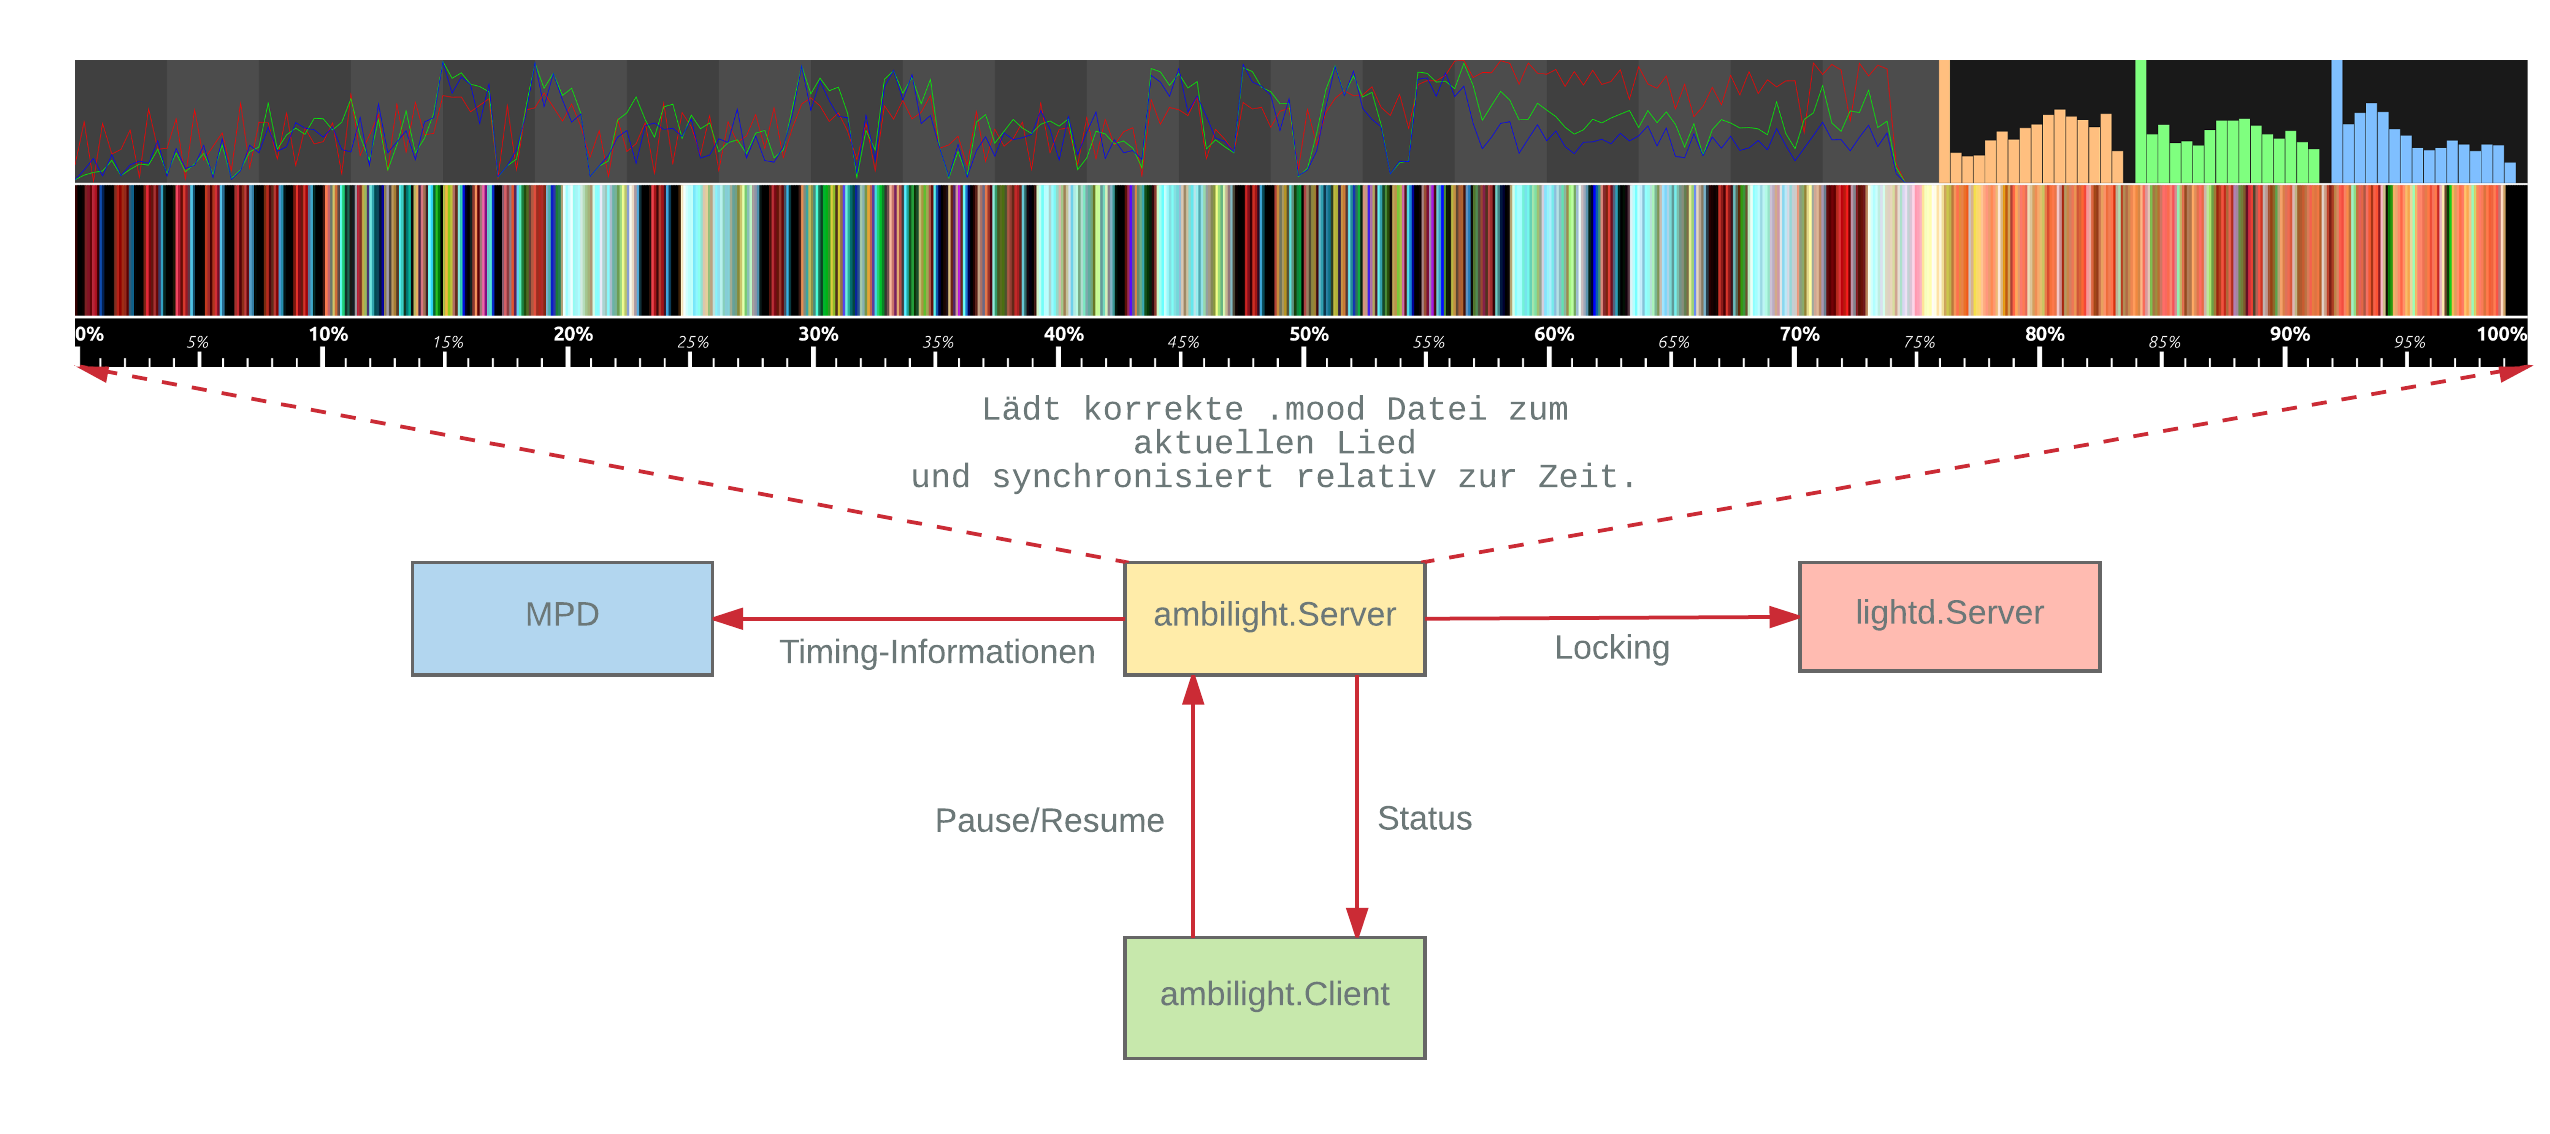 0% 5% 10% 15% 20% 25% 30% 35% 40% 45% 50% 55% 60% 65% 70% 75% 80% 85% 90% 95% 100%
Lädt korrekte .mood Datei zum
aktuellen Lied
und synchronisiert relativ zur Zeit.
MPD
ambilight.Server
lightd.Server
Timing-Informationen
Locking
Pause/Resume
Status
ambilight.Client